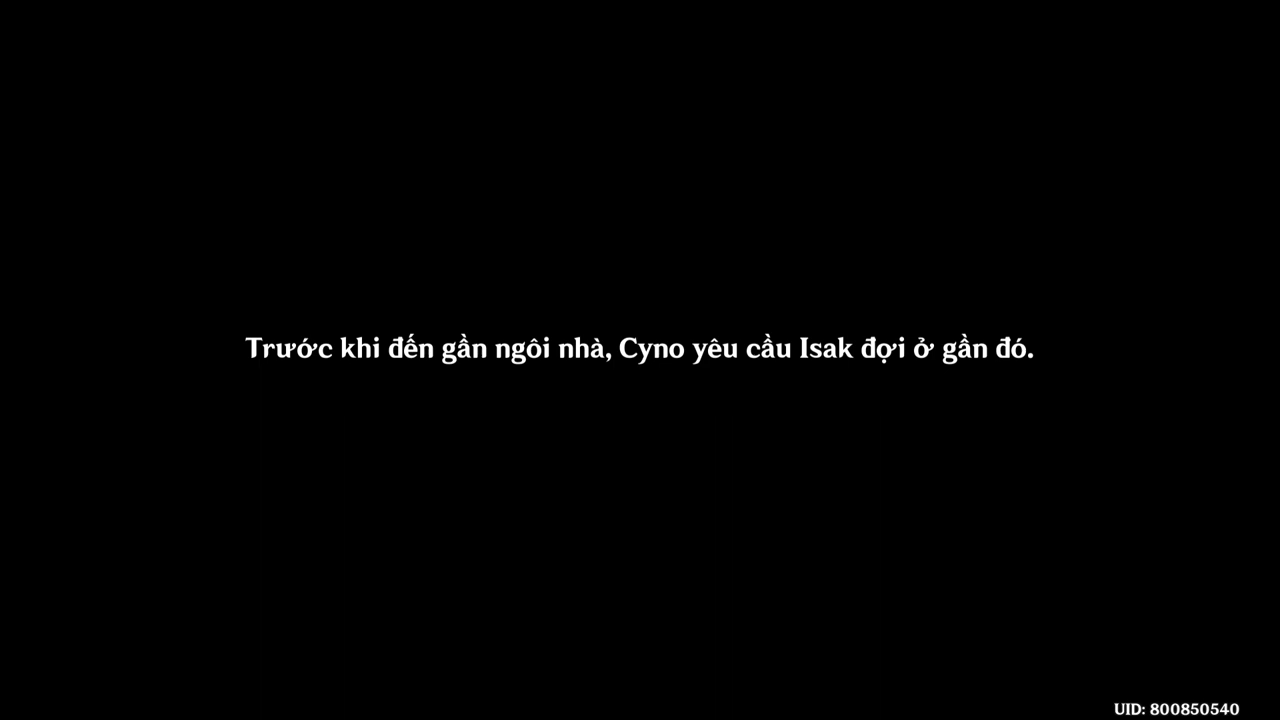 Trước khi đến gần ngôi nhà, Cyno yêu cầu Isak đợi ở gần đó.
UID: 800850540